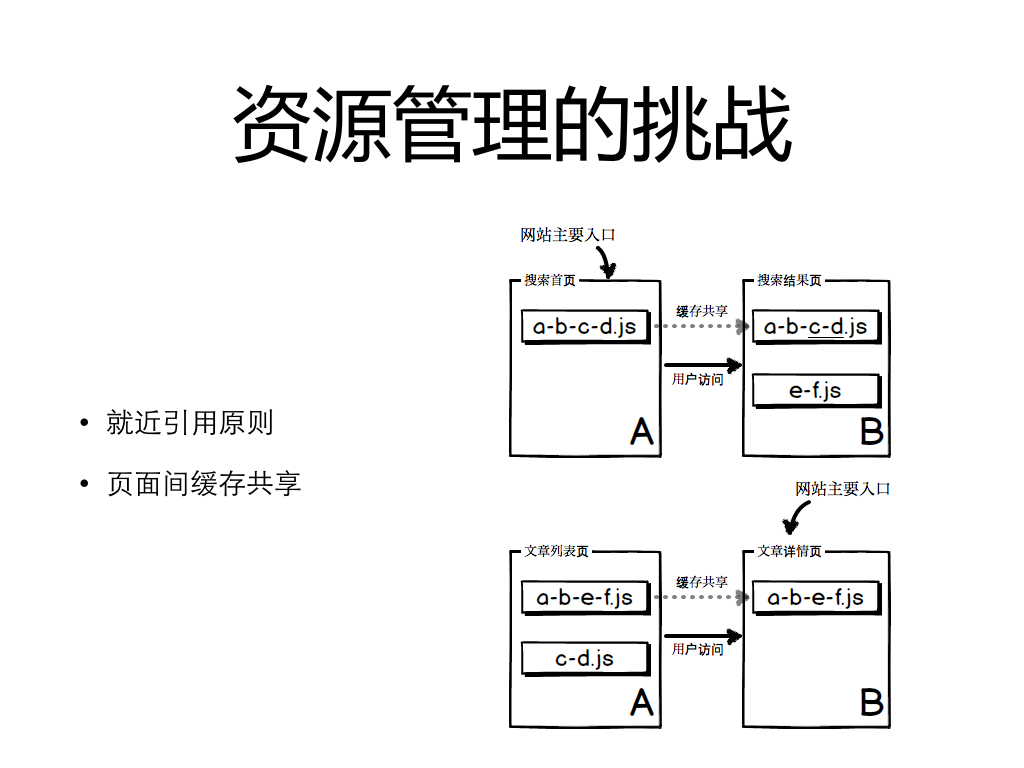 资源管理的挑战
• 就近引用原则
• 页面间缓存共享
网站主要入口
搜索首页
a-b-c-d.js
A
缓存共享
用户访问
搜索结果页
a-b-c-d.js
e-f.js
B
网站主要入口
文章列表页
a-b-e-f.js
c-d.js
A
缓存共享
用户访问
文章详情页
a-b-e-f.js
B